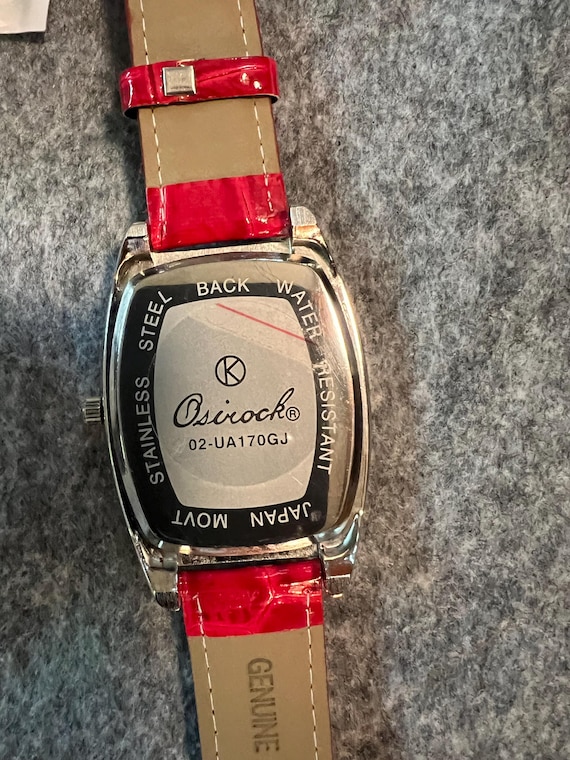 STAINLESS STEEL BACK WATER RESISTANT JAPAN MOVT
K
Osirock®
02-UA170GJ
GENUINE